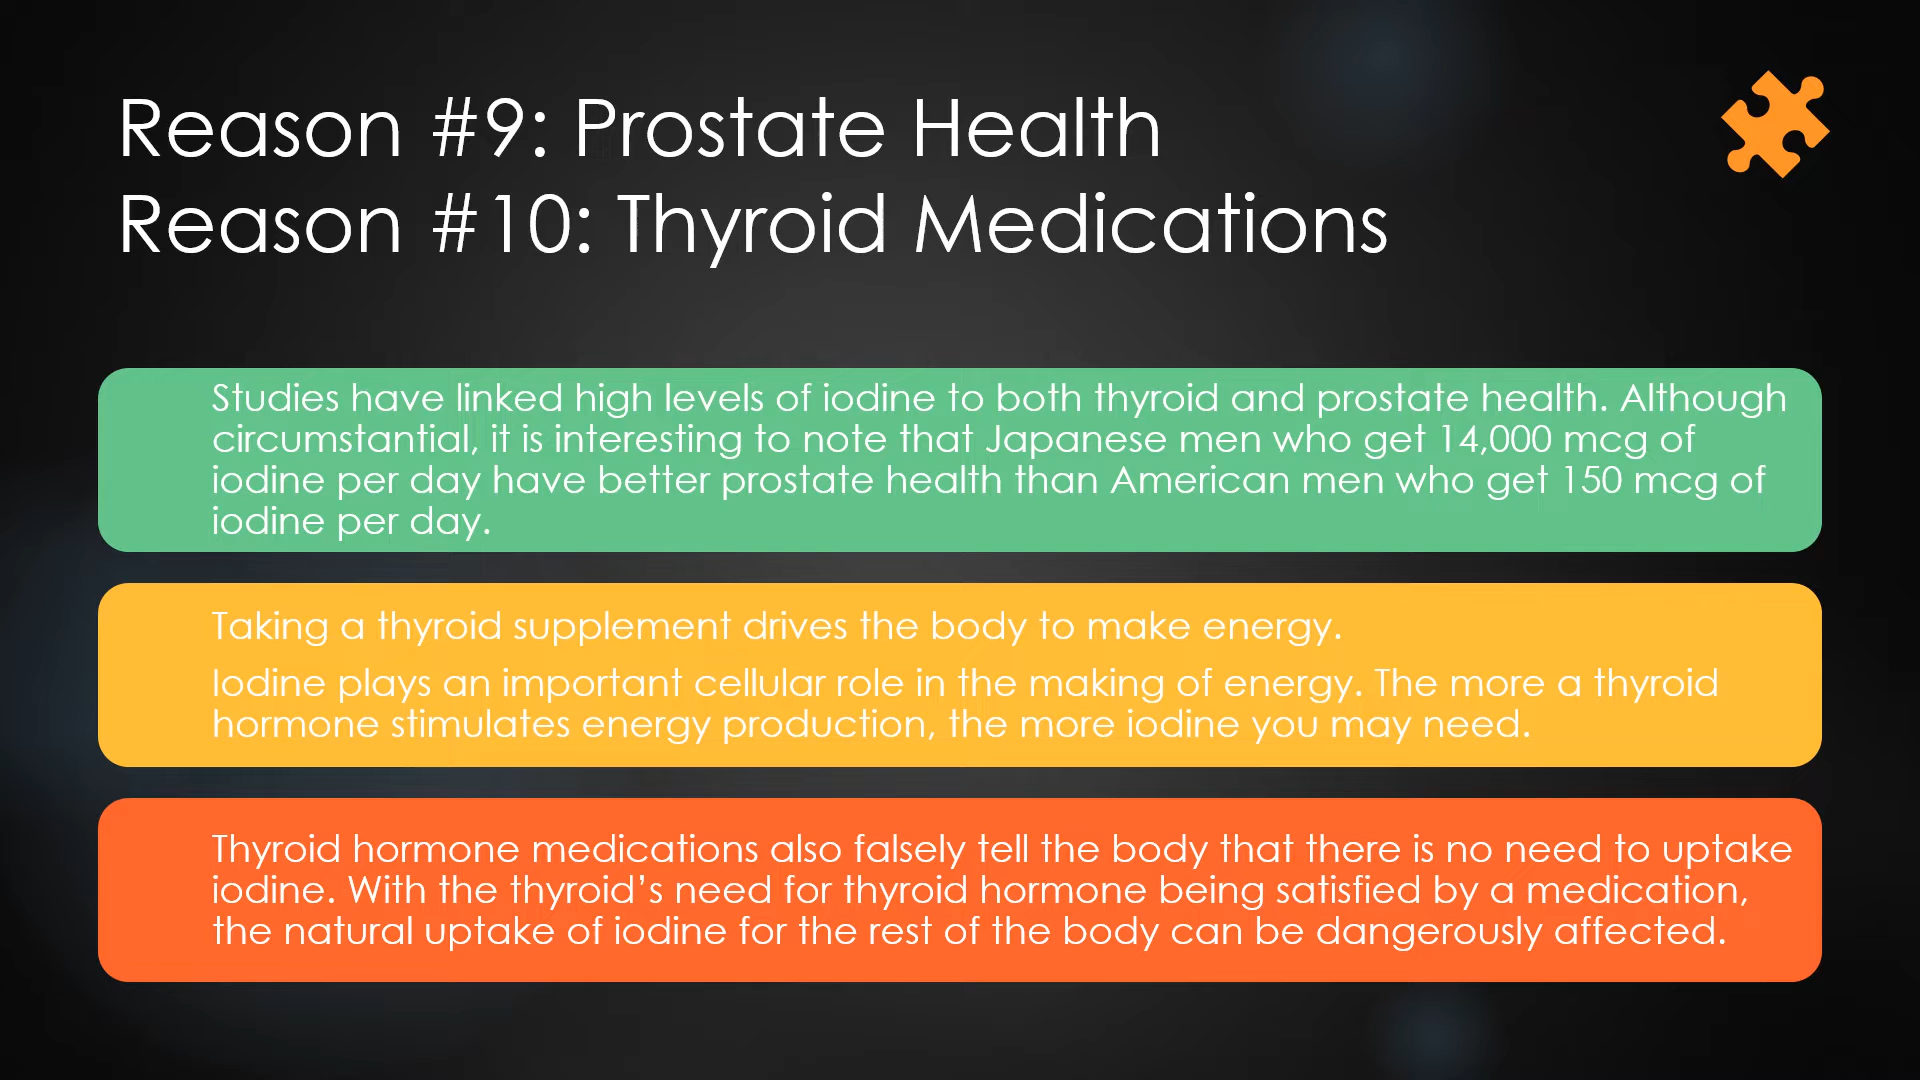 Reason #9: Prostate Health
Reason #10: Thyroid Medications
Studies have linked high levels of iodine to both thyroid and prostate health. Although
circumstantial, it is interesting to note that Japanese men who get 14,000 mcg of
iodine per day have better prostate health than American men who get 150 mcg of
iodine per day.
Taking a thyroid supplement drives the body to make energy.
Iodine plays an important cellular role in the making of energy. The more a thyroid
hormone stimulates energy production, the more iodine you may need.
Thyroid hormone medications also falsely tell the body that there is no need to uptake
iodine. With the thyroid’s need for thyroid hormone being satisfied by a medication,
the natural uptake of iodine for the rest of the body can be dangerously affected.